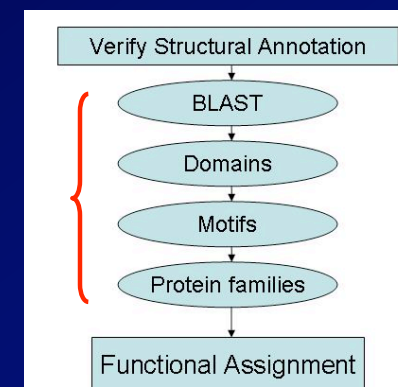 Verify Structural Annotation
BLAST
Domains
Motifs
Protein families
Functional Assignment